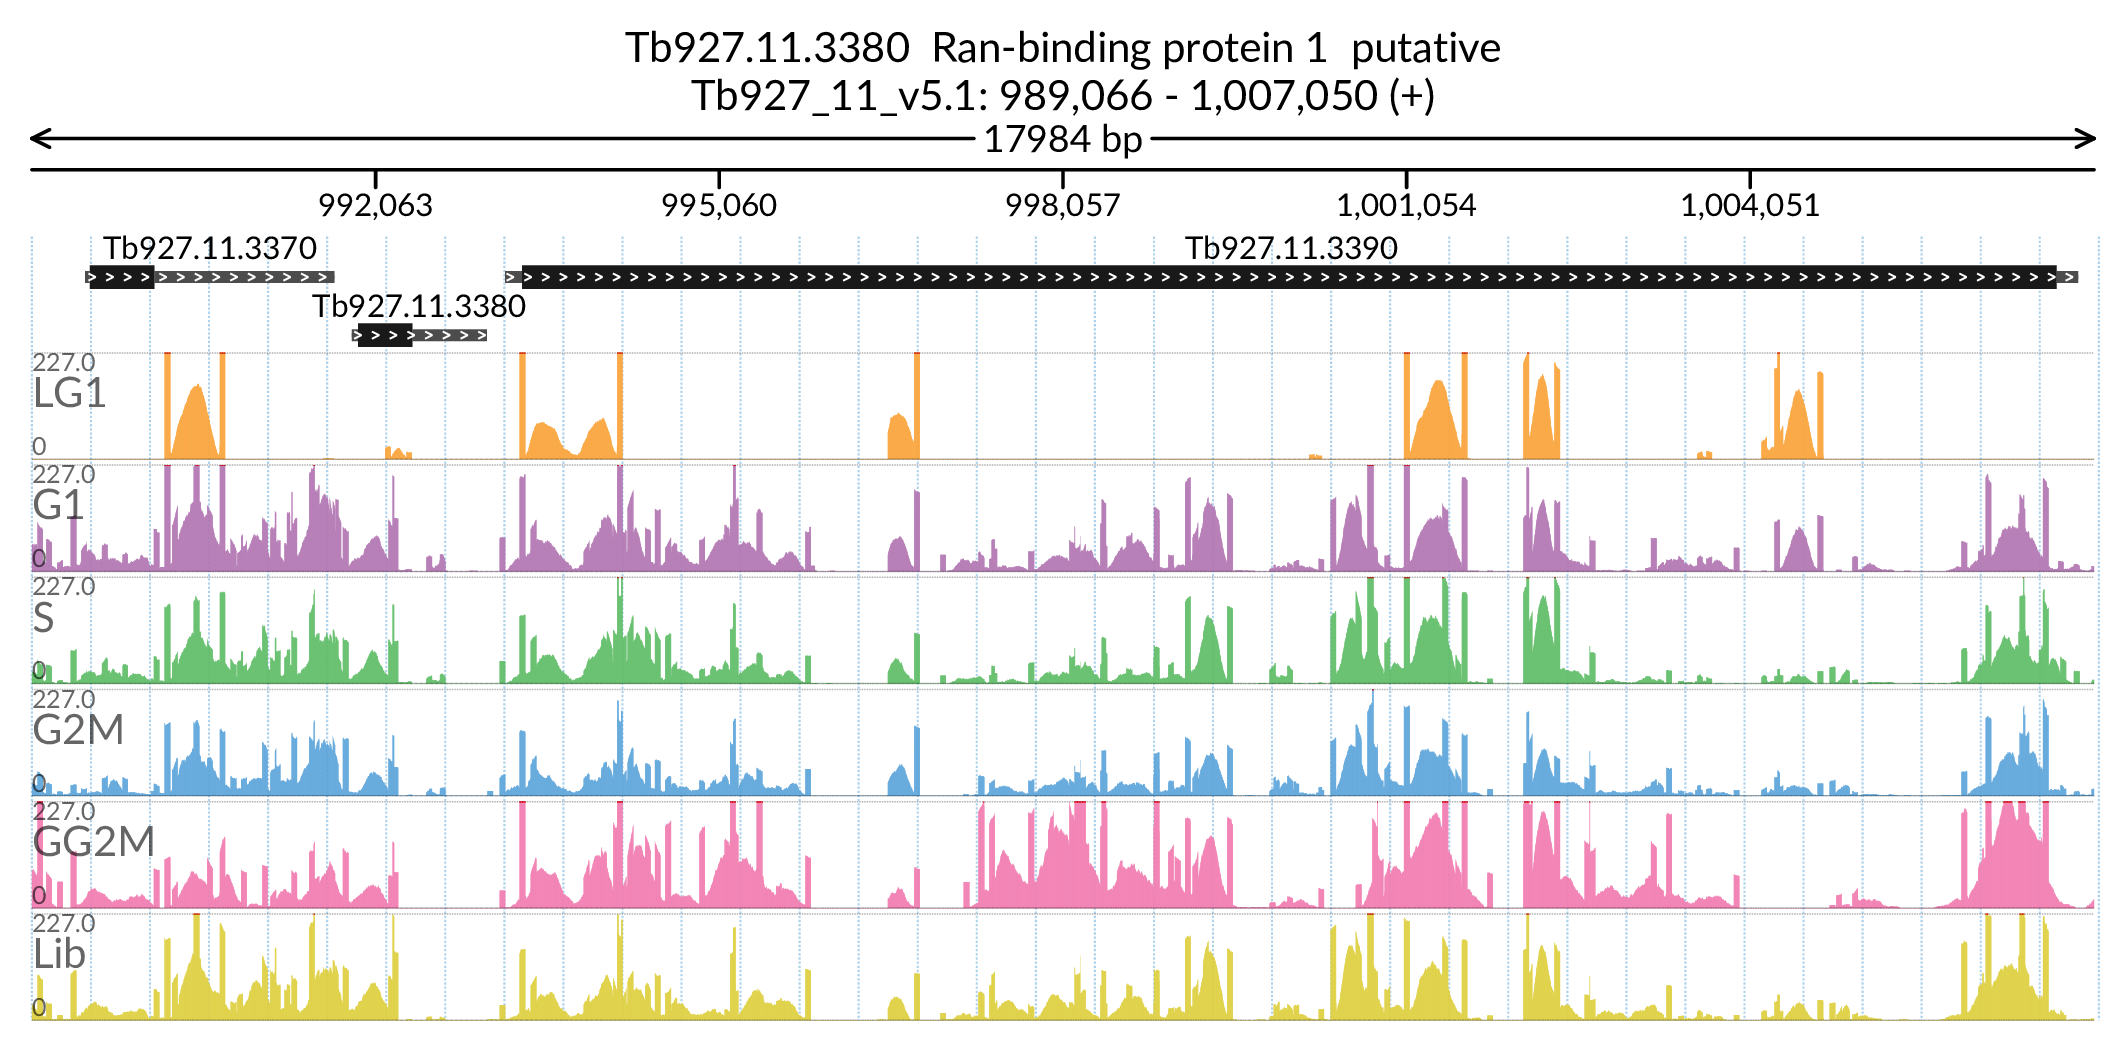 Tb927.11.3380 Ran-binding protein 1 putative
Tb927_11_v5.1: 989,066 - 1,007,050 (+)
17984 bp
992,063 995,060 998,057 1,001,054 1,004,051
Tb927.11.3370 Tb927.11.3390
Tb927.11.3380
227.0
LG1
0
227.0
G1
0
227.0
S
0
227.0
G2M
0
227.0
GG2M
0
227.0
Lib
0